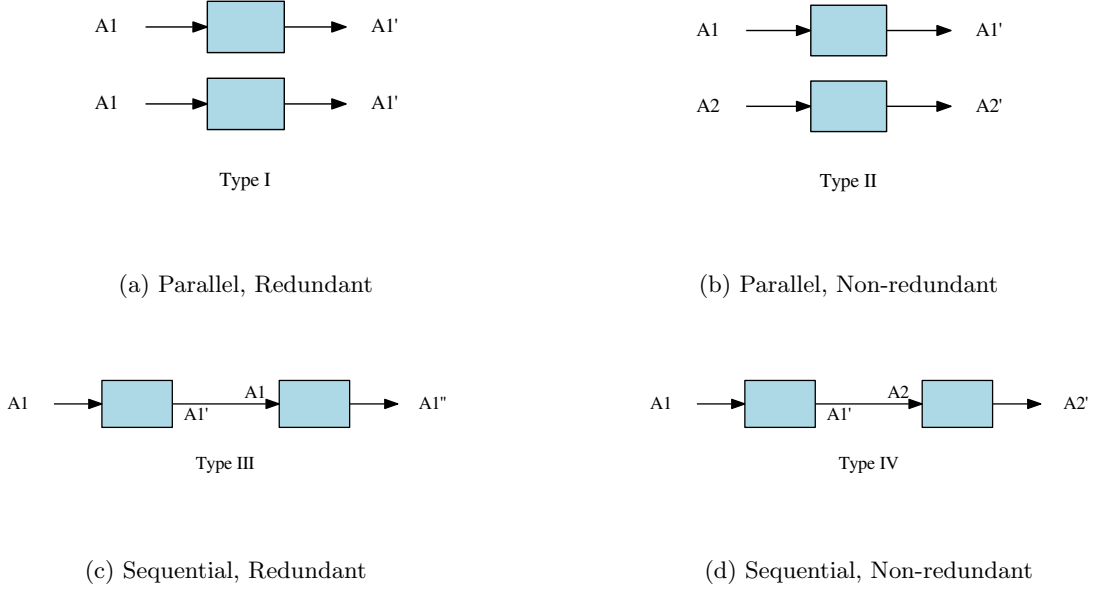 A1 A1'
A1 A1'
Type I
(a) Parallel, Redundant
A1 A1'
A2 A2'
Type II
(b) Parallel, Non-redundant
A1 A1' A1 A1"
Type III
(c) Sequential, Redundant
A1 A1' A2 A2'
Type IV
(d) Sequential, Non-redundant